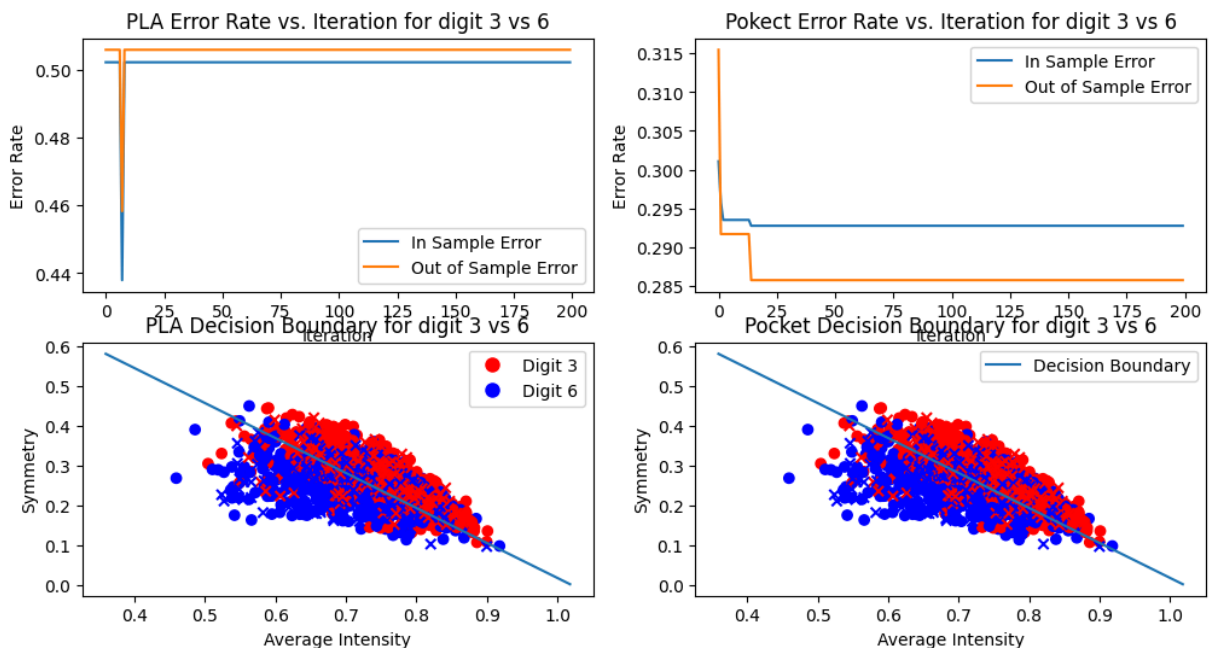 PLA Error Rate vs. Iteration for digit 3 vs 6
Error Rate
0.50
0.48
0.46
0.44
In Sample Error
Out of Sample Error
0 25 50 75 100 125 150 175 200
Iteration
Pokect Error Rate vs. Iteration for digit 3 vs 6
Error Rate
0.315
0.310
0.305
0.300
0.295
0.290
0.285
In Sample Error
Out of Sample Error
0 25 50 75 100 125 150 175 200
Iteration
PLA Decision Boundary for digit 3 vs 6
Symmetry
0.6
0.5
0.4
0.3
0.2
0.1
0.0
Digit 3
Digit 6
0.4 0.5 0.6 0.7 0.8 0.9 1.0
Average Intensity
Pocket Decision Boundary for digit 3 vs 6
Symmetry
0.6
0.5
0.4
0.3
0.2
0.1
0.0
Decision Boundary
0.4 0.5 0.6 0.7 0.8 0.9 1.0
Average Intensity